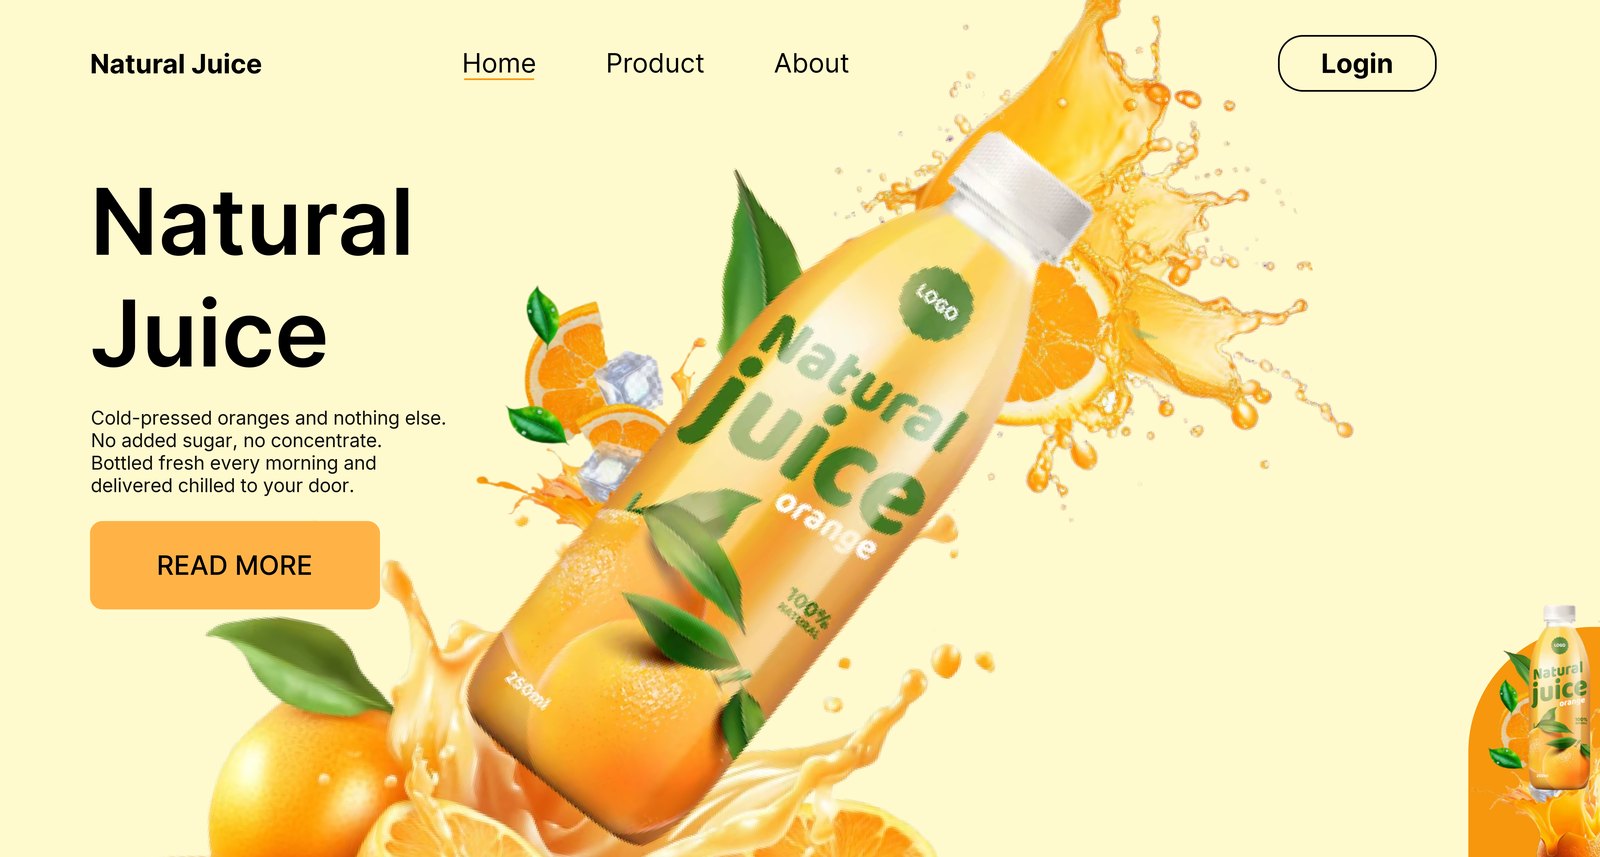 Natural Juice
Home
Product
About
Login
Natural
Juice
Cold-pressed oranges and nothing else.
No added sugar, no concentrate.
Bottled fresh every morning and
delivered chilled to your door.
READ MORE
LOGO
Natural
juice
orange
100%
NATURAL
250ml
Natural
juice
orange
100%